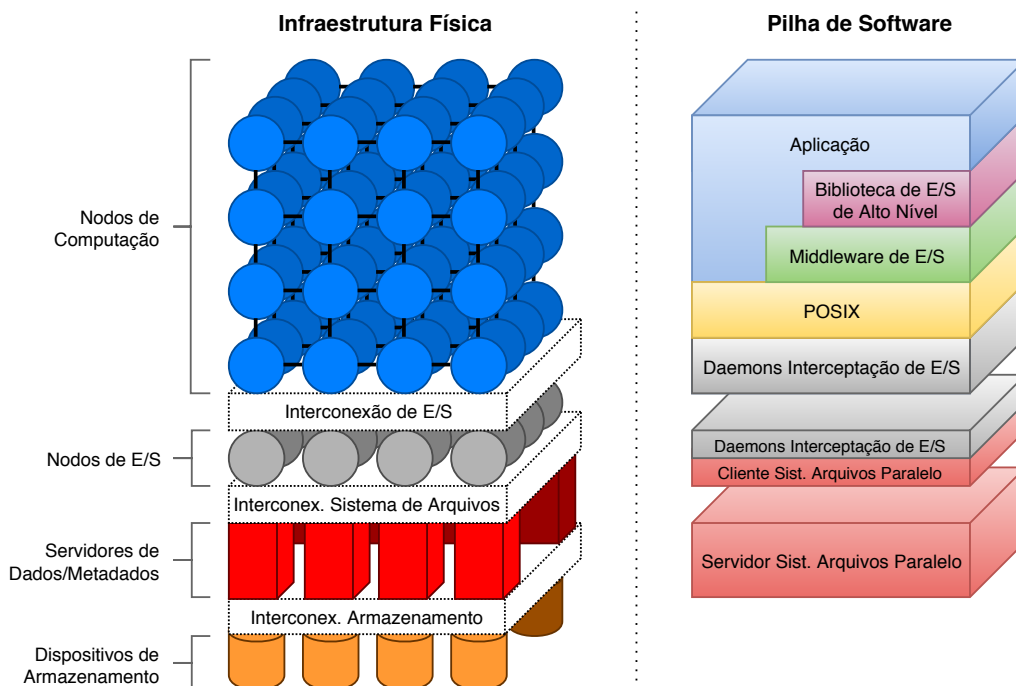 Infraestrutura Física
Pilha de Software
Nodos de
Computação
Aplicação
Biblioteca de E/S
de Alto Nível
Middleware de E/S
POSIX
Daemons Interceptação de E/S
Interconexão de E/S
Nodos de E/S
Daemons Interceptação de E/S
Cliente Sist. Arquivos Paralelo
Interconex. Sistema de Arquivos
Servidores de
Dados/Metadados
Servidor Sist. Arquivos Paralelo
Interconex. Armazenamento
Dispositivos de
Armazenamento